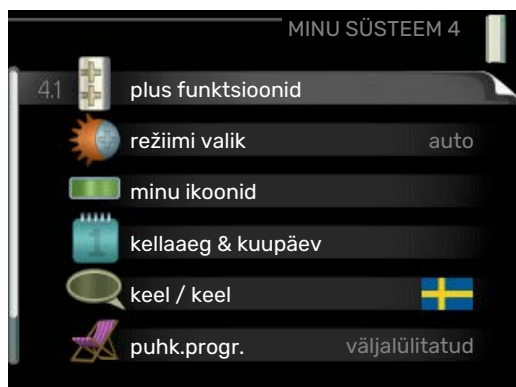 MINU SÜSTEEM 4
4.1 plus funktsioonid
režiimi valik auto
minu ikoonid
1
kellaaeg & kuupäev
keel / keel
puhk.progr. väljalülitatud